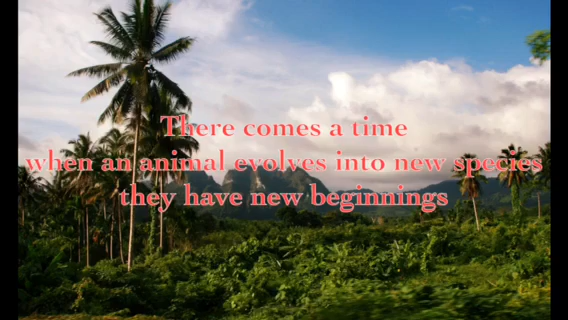 There comes a time
when an animal evolves into new species
they have new beginnings